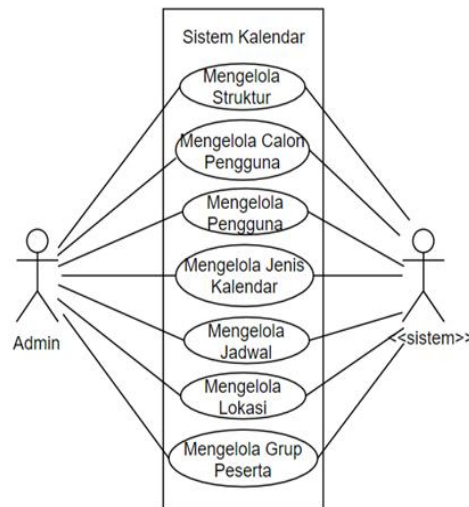 Sistem Kalendar
Mengelola
Struktur
Mengelola Calon
Pengguna
Mengelola
Pengguna
Mengelola Jenis
Kalendar
Mengelola
Jadwal
Mengelola
Lokasi
Mengelola Grup
Peserta
Admin
<<sistem>>